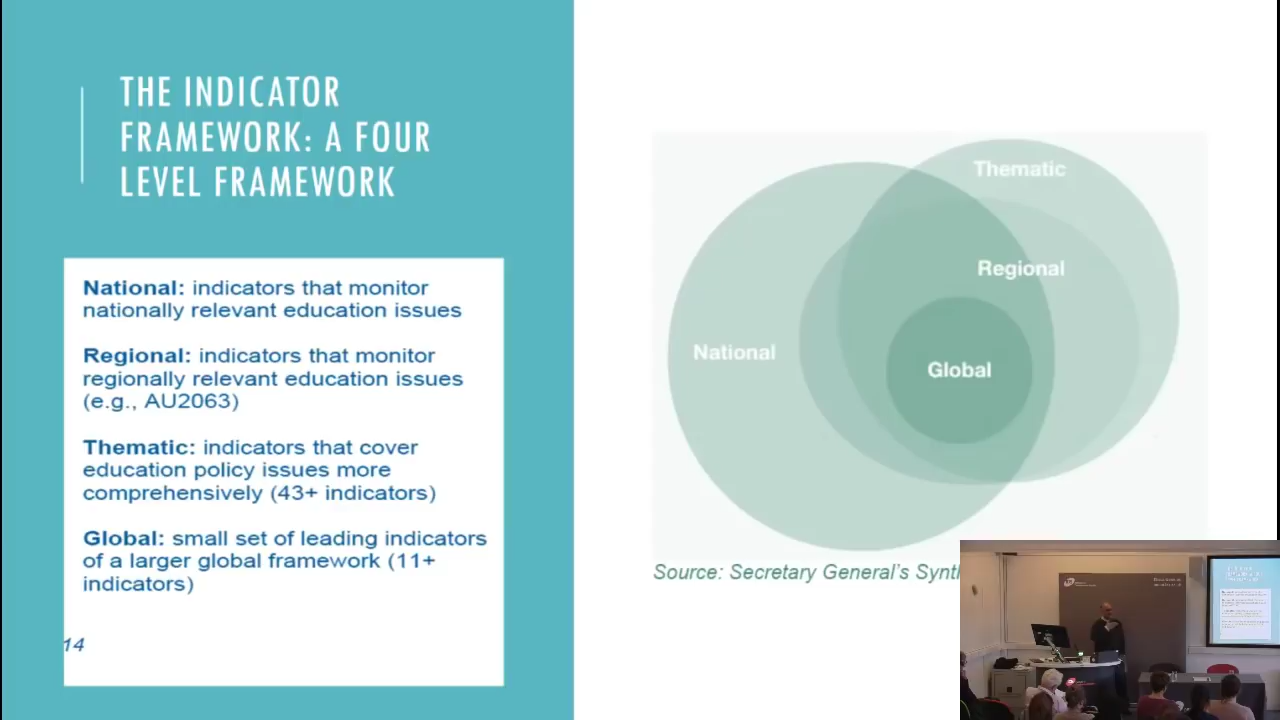 THE INDICATOR
FRAMEWORK: A FOUR
LEVEL FRAMEWORK
National: indicators that monitor
nationally relevant education issues
Regional: indicators that monitor
regionally relevant education issues
(e.g., AU2063)
Thematic: indicators that cover
education policy issues more
comprehensively (43+ indicators)
Global: small set of leading indicators
of a larger global framework (11+
indicators)
14
Thematic
Regional
National
Global
Source: Secretary General's Synt